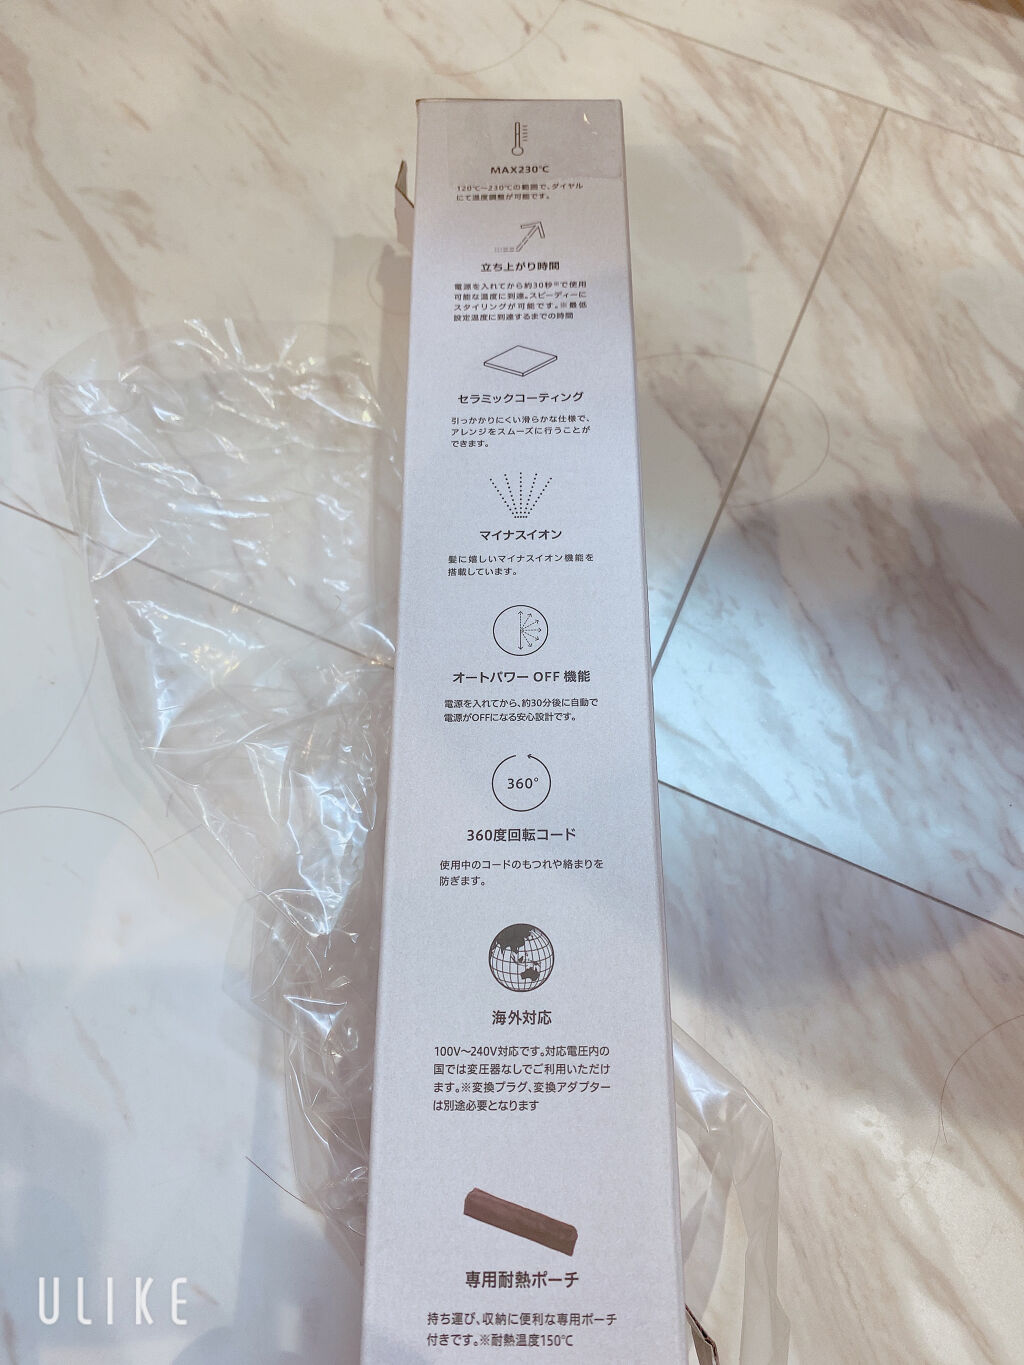 MAX230℃
120℃~230℃の範囲で、ダイヤル
にて温度調整が可能です。
立ち上がり時間
電源を入れてから約30秒※で使用
可能な温度に到達。スピーディーに
スタイリングが可能です。※最低
設定温度に到達するまでの時間
セラミックコーティング
引っかかりにくい滑らかな仕様で、
アレンジをスムーズに行うことが
できます。
マイナスイオン
髪に嬉しいマイナスイオン機能を
搭載しています。
オートパワーOFF機能
電源を入れてから、約30分後に自動で
電源がOFFになる安心設計です。
360°
360度回転コード
使用中のコードのもつれや絡まりを
防ぎます。
海外対応
100V〜240V対応です。対応電圧内の
国では変圧器なしでご利用いただけ
ます。※変換プラグ、変換アダプター
は別途必要となります
専用耐熱ポーチ
持ち運び、収納に便利な専用ポーチ
付きです。※耐熱温度150℃
ULIKE